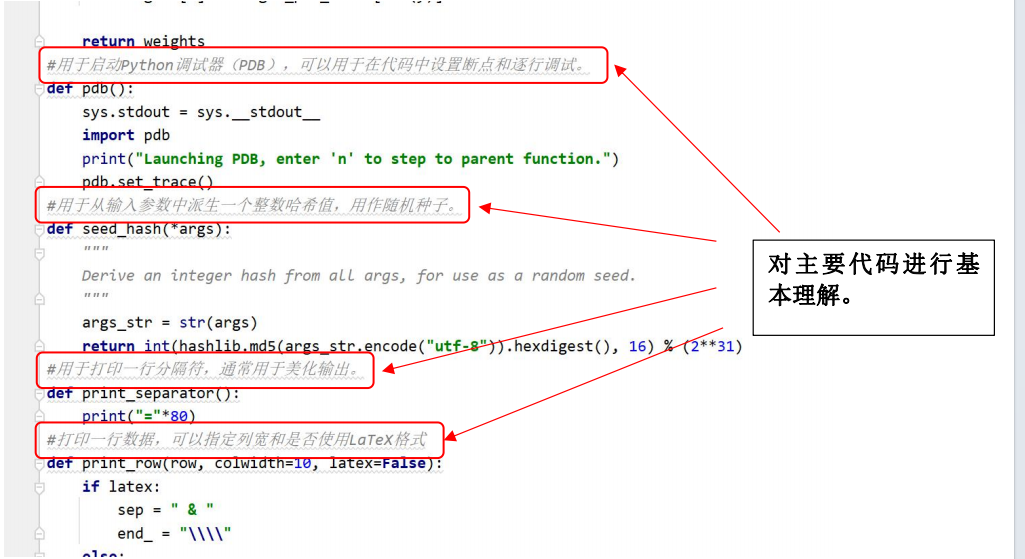 return weights
#用于启动Python调试器（PDB），可以用于在代码中设置断点和逐行调试。
def pdb():
    sys.stdout = sys.__stdout__
    import pdb
    print("Launching PDB, enter 'n' to step to parent function.")
    pdb.set_trace()
#用于从输入参数中派生一个整数哈希值，用作随机种子。
def seed_hash(*args):
    """
    Derive an integer hash from all args, for use as a random seed.
    """
    args_str = str(args)
    return int(hashlib.md5(args_str.encode("utf-8")).hexdigest(), 16) % (2**31)
#用于打印一行分隔符，通常用于美化输出。
def print_separator():
    print("="*80)
#打印一行数据，可以指定列宽和是否使用LaTeX格式
def print_row(row, colwidth=10, latex=False):
    if latex:
        sep = " & "
        end_ = "\\\\"
    else:
对主要代码进行基
本理解。